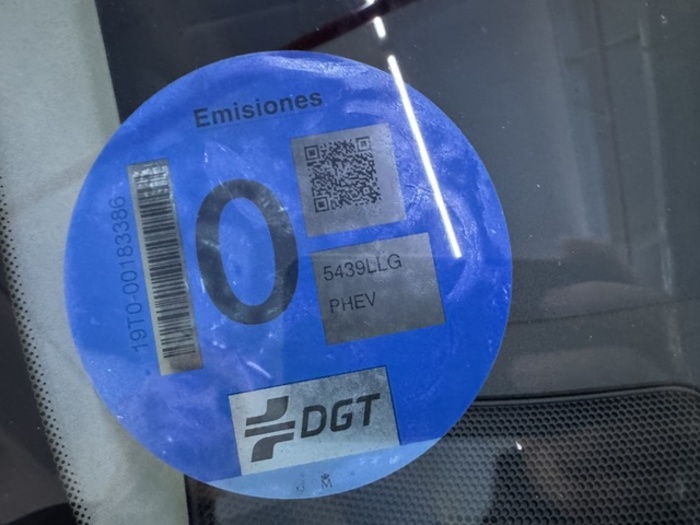 Emisiones
19T0-00183386
0
5439LLG
PHEV
DGT
M